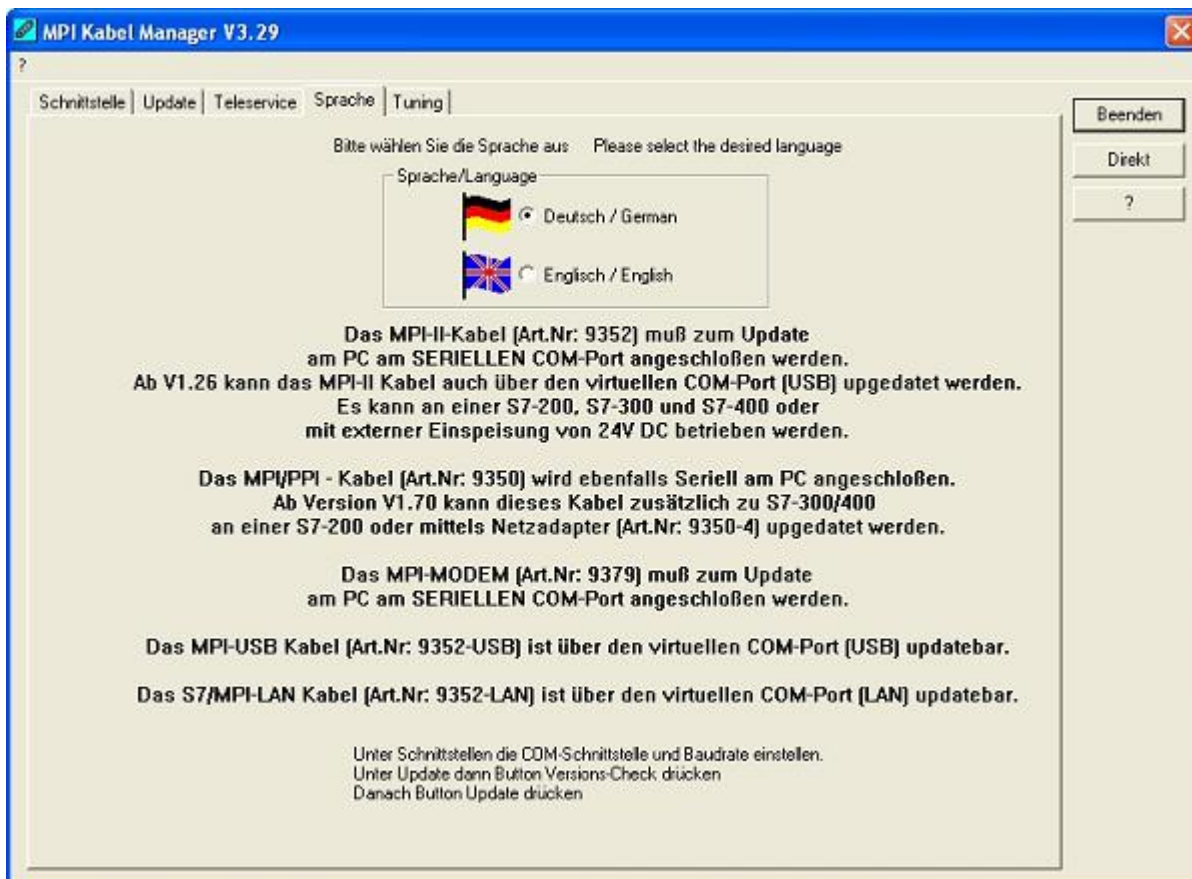 MPI Kabel Manager V3.29
?
Schnittstelle Update Teleservice Sprache Tuning
Beenden
Direkt
?
Bitte wählen Sie die Sprache aus Please select the desired language
Sprache/Language
Deutsch / German
Englisch / English
Das MPI-II-Kabel (Art.Nr: 9352) muß zum Update
am PC am SERIELLEN COM-Port angeschloßen werden.
Ab V1.26 kann das MPI-II Kabel auch über den virtuellen COM-Port (USB) upgedatet werden.
Es kann an einer S7-200, S7-300 und S7-400 oder
mit externer Einspeisung von 24V DC betrieben werden.
Das MPI/PPI - Kabel (Art.Nr: 9350) wird ebenfalls Seriell am PC angeschloßen.
Ab Version V1.70 kann dieses Kabel zusätzlich zu S7-300/400
an einer S7-200 oder mittels Netzadapter (Art.Nr: 9350-4) upgedatet werden.
Das MPI-MODEM (Art.Nr: 9379) muß zum Update
am PC am SERIELLEN COM-Port angeschloßen werden.
Das MPI-USB Kabel (Art.Nr: 9352-USB) ist über den virtuellen COM-Port (USB) updatebar.
Das S7/MPI-LAN Kabel (Art.Nr: 9352-LAN) ist über den virtuellen COM-Port (LAN) updatebar.
Unter Schnittstellen die COM-Schnittstelle und Baudrate einstellen.
Unter Update dann Button Versions-Check drücken
Danach Button Update drücken